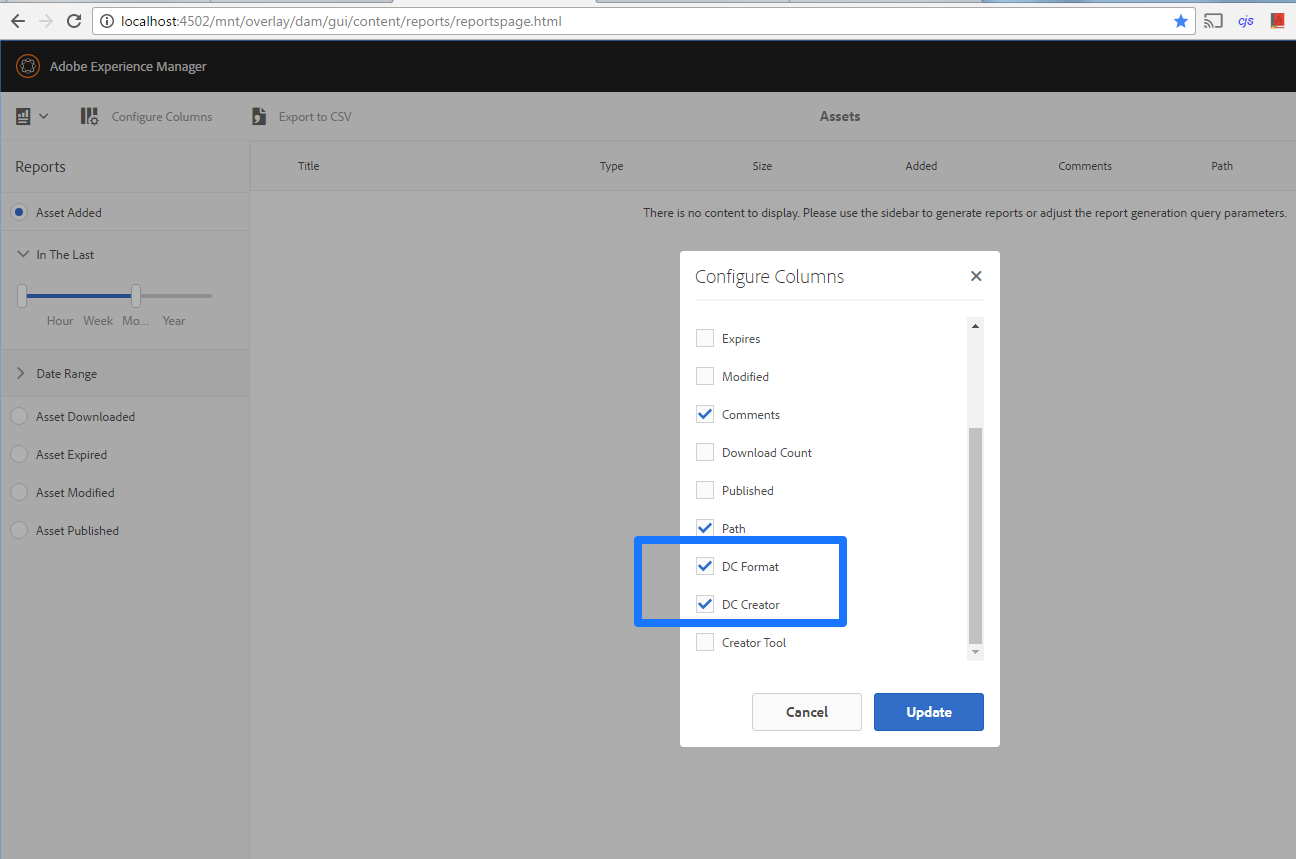 localhost:4502/mnt/overlay/dam/gui/content/reports/reportspage.html
cjs
Adobe Experience Manager
Configure Columns
Export to CSV
Assets
Reports
Title Type Size Added Comments Path
Asset Added
There is no content to display. Please use the sidebar to generate reports or adjust the report generation query parameters.
In The Last
Hour Week Mo... Year
Date Range
Asset Downloaded
Asset Expired
Asset Modified
Asset Published
Configure Columns
Expires
Modified
Comments
Download Count
Published
Path
DC Format
DC Creator
Creator Tool
Cancel
Update